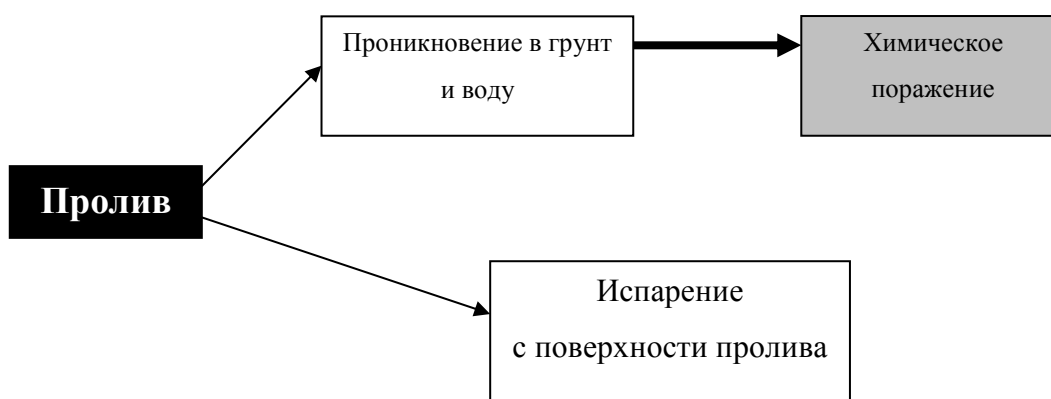 Проникновение в грунт
и воду
Химическое
поражение
Пролив
Испарение
с поверхности пролива